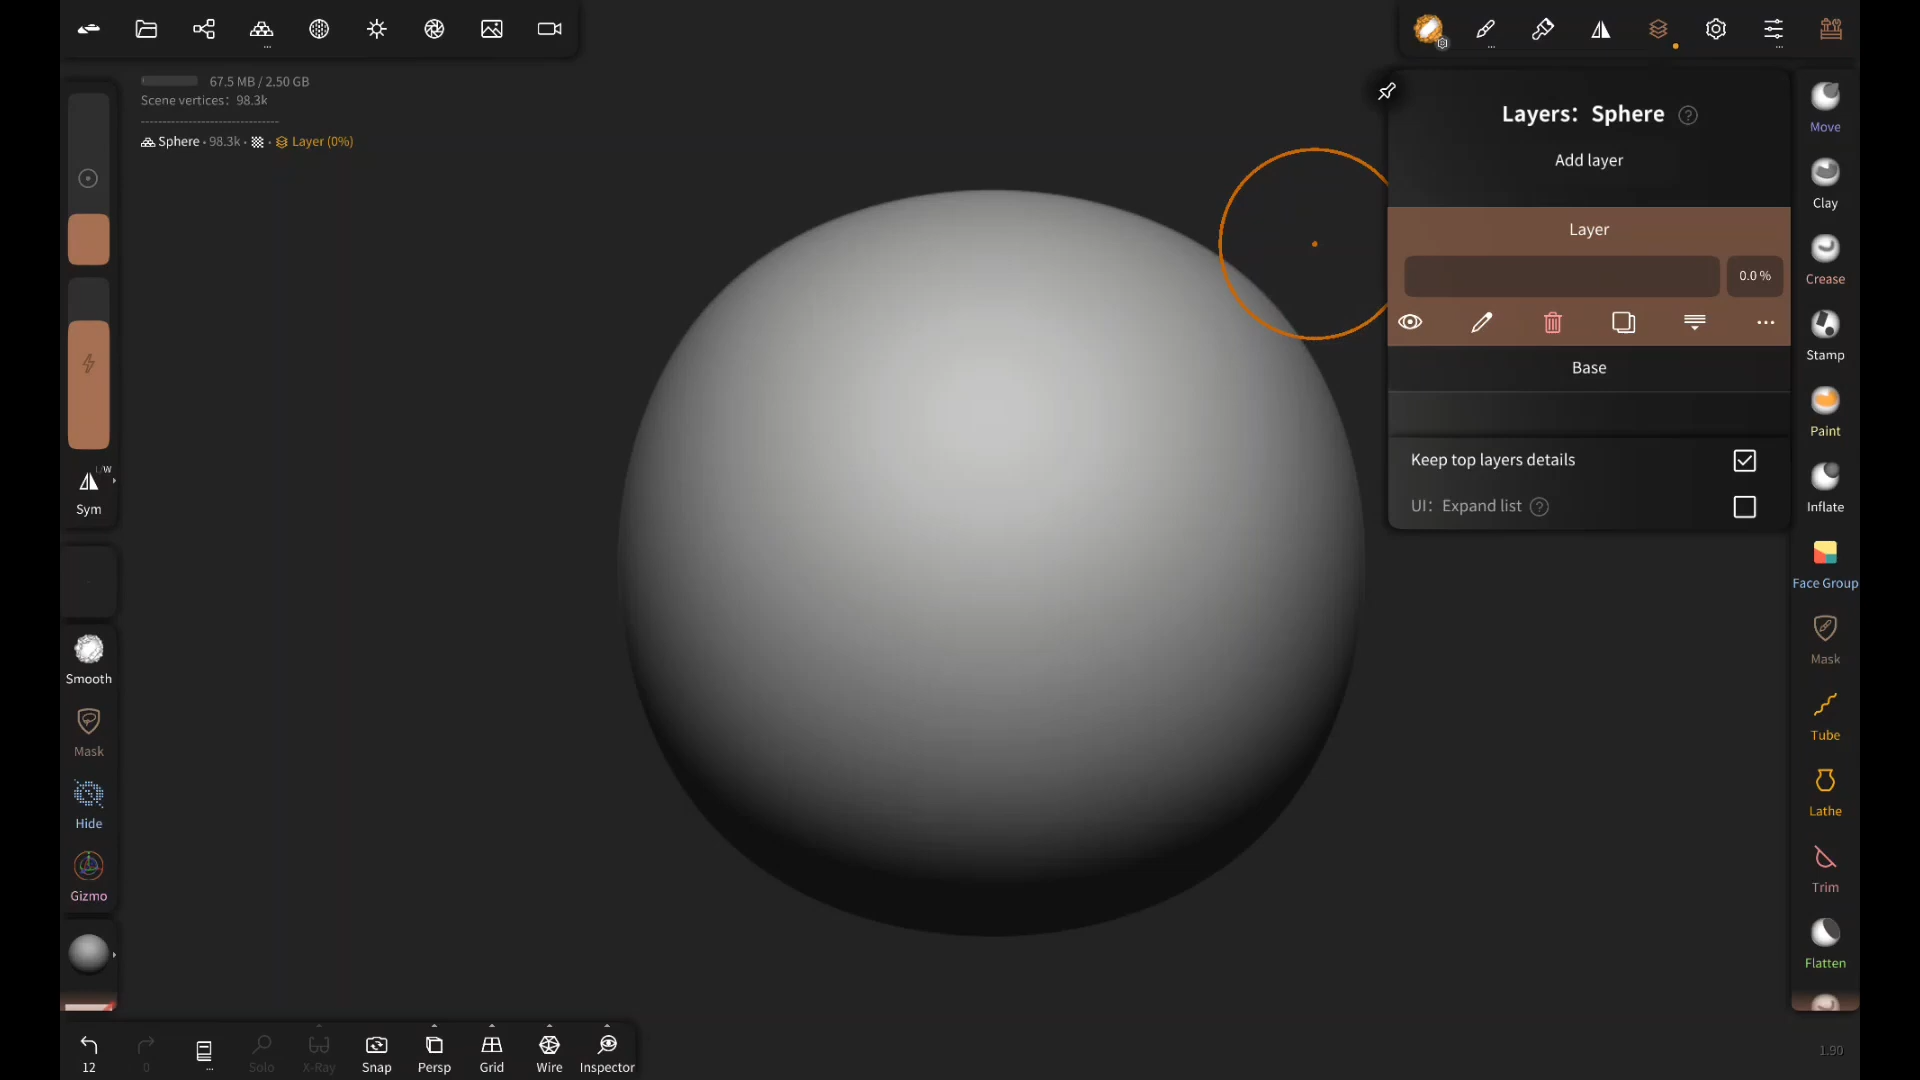 67.5 MB / 2.50 GB
Scene vertices: 98.3k
--------------------------------
Sphere • 98.3k • • Layer (0%)
Layers: Sphere ?
Add layer
Layer
0.0 %
Base
Keep top layers details
UI: Expand list ?
L/W
Sym
Smooth
Mask
Hide
Gizmo
Move
Clay
Crease
Stamp
Paint
Inflate
Face Group
Mask
Tube
Lathe
Trim
Flatten
12
0
Solo
X-Ray
Snap
Persp
Grid
Wire
Inspector
1.90